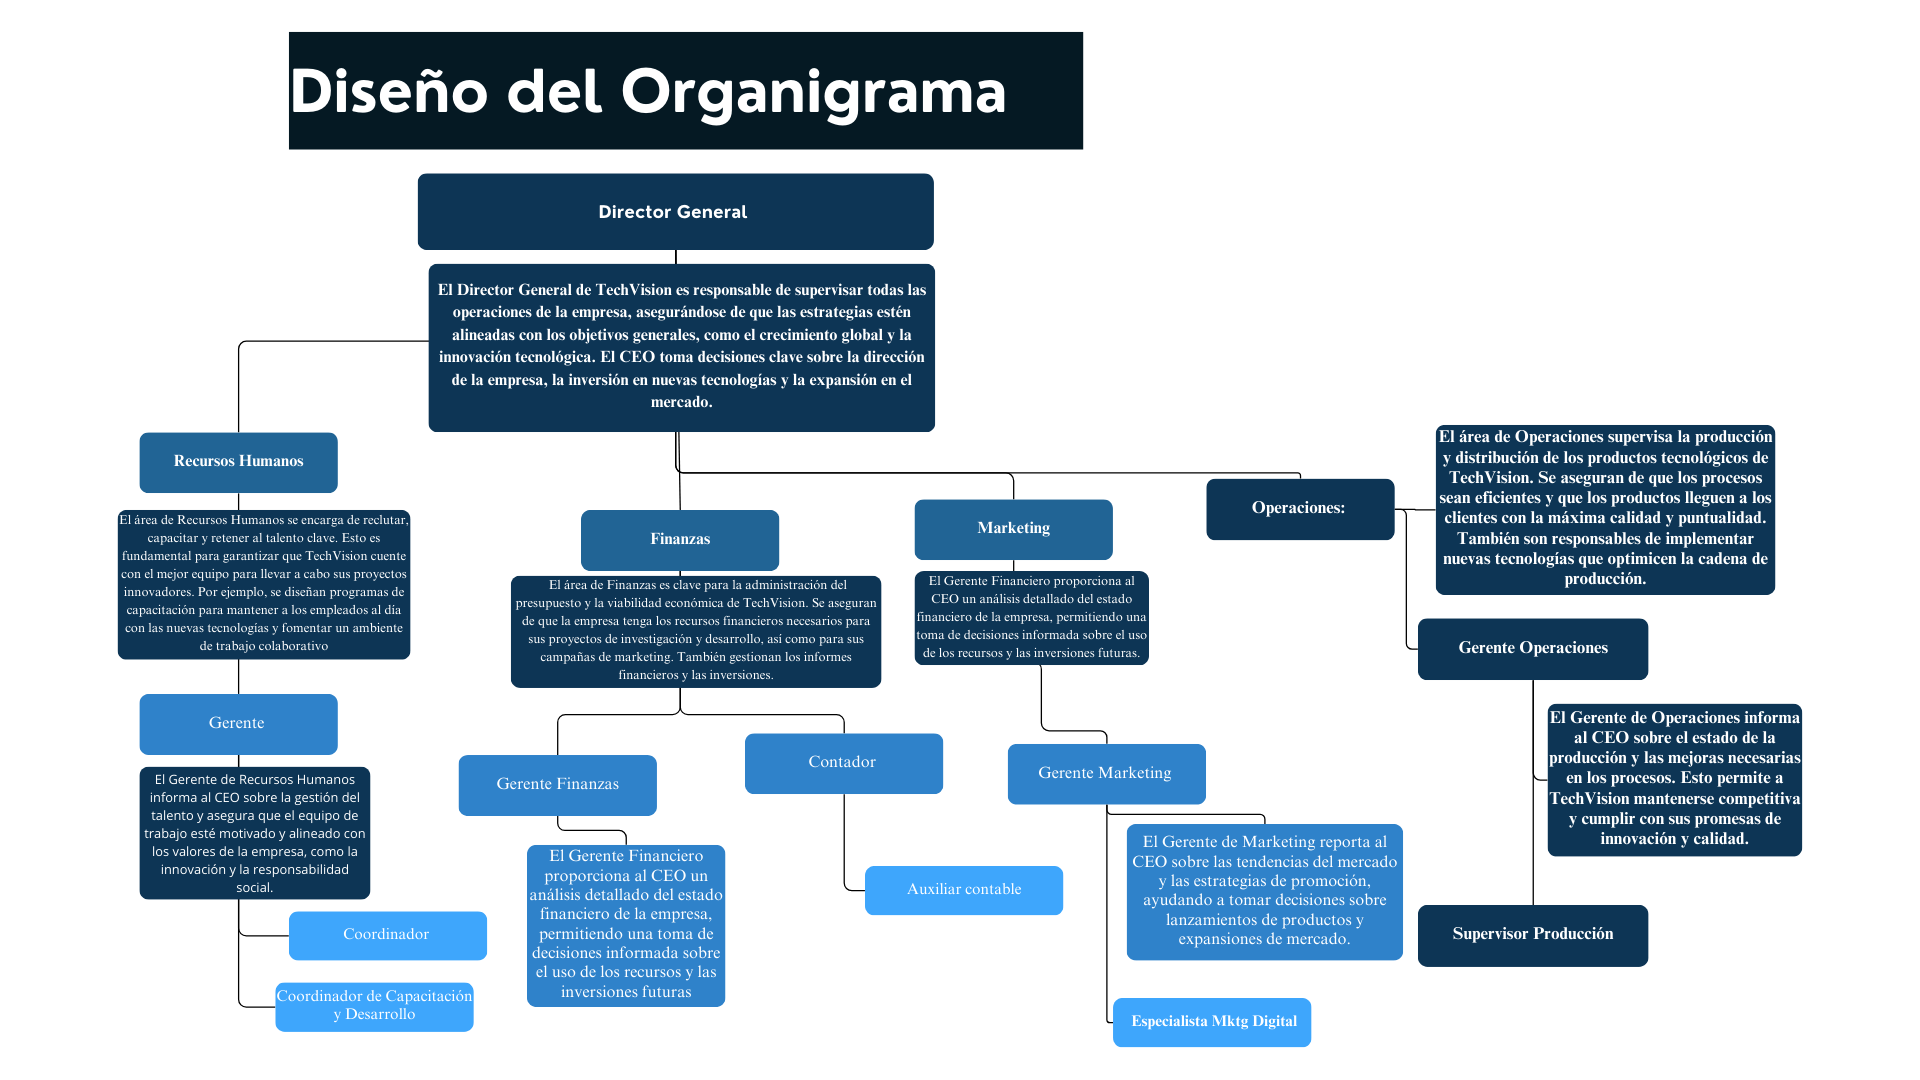 Diseño del Organigrama
Director General
El Director General de TechVision es responsable de supervisar todas las
operaciones de la empresa, asegurándose de que las estrategias estén
alineadas con los objetivos generales, como el crecimiento global y la
innovación tecnológica. El CEO toma decisiones clave sobre la dirección
de la empresa, la inversión en nuevas tecnologías y la expansión en el
mercado.
Recursos Humanos
El área de Recursos Humanos se encarga de reclutar,
capacitar y retener al talento clave. Esto es
fundamental para garantizar que TechVision cuente
con el mejor equipo para llevar a cabo sus proyectos
innovadores. Por ejemplo, se diseñan programas de
capacitación para mantener a los empleados al día
con las nuevas tecnologías y fomentar un ambiente
de trabajo colaborativo
Gerente
El Gerente de Recursos Humanos
informa al CEO sobre la gestión del
talento y asegura que el equipo de
trabajo esté motivado y alineado con
los valores de la empresa, como la
innovación y la responsabilidad
social.
Coordinador
Coordinador de Capacitación
y Desarrollo
Finanzas
El área de Finanzas es clave para la administración del
presupuesto y la viabilidad económica de TechVision. Se aseguran
de que la empresa tenga los recursos financieros necesarios para
sus proyectos de investigación y desarrollo, así como para sus
campañas de marketing. También gestionan los informes
financieros y las inversiones.
Gerente Finanzas
El Gerente Financiero
proporciona al CEO un
análisis detallado del estado
financiero de la empresa,
permitiendo una toma de
decisiones informada sobre
el uso de los recursos y las
inversiones futuras
Contador
Auxiliar contable
Marketing
El Gerente Financiero proporciona al
CEO un análisis detallado del estado
financiero de la empresa, permitiendo una
toma de decisiones informada sobre el uso
de los recursos y las inversiones futuras.
Gerente Marketing
El Gerente de Marketing reporta al
CEO sobre las tendencias del mercado
y las estrategias de promoción,
ayudando a tomar decisiones sobre
lanzamientos de productos y
expansiones de mercado.
Especialista Mktg Digital
Operaciones:
El área de Operaciones supervisa la producción
y distribución de los productos tecnológicos de
TechVision. Se aseguran de que los procesos
sean eficientes y que los productos lleguen a los
clientes con la máxima calidad y puntualidad.
También son responsables de implementar
nuevas tecnologías que optimicen la cadena de
producción.
Gerente Operaciones
El Gerente de Operaciones informa
al CEO sobre el estado de la
producción y las mejoras necesarias
en los procesos. Esto permite a
TechVision mantenerse competitiva
y cumplir con sus promesas de
innovación y calidad.
Supervisor Producción